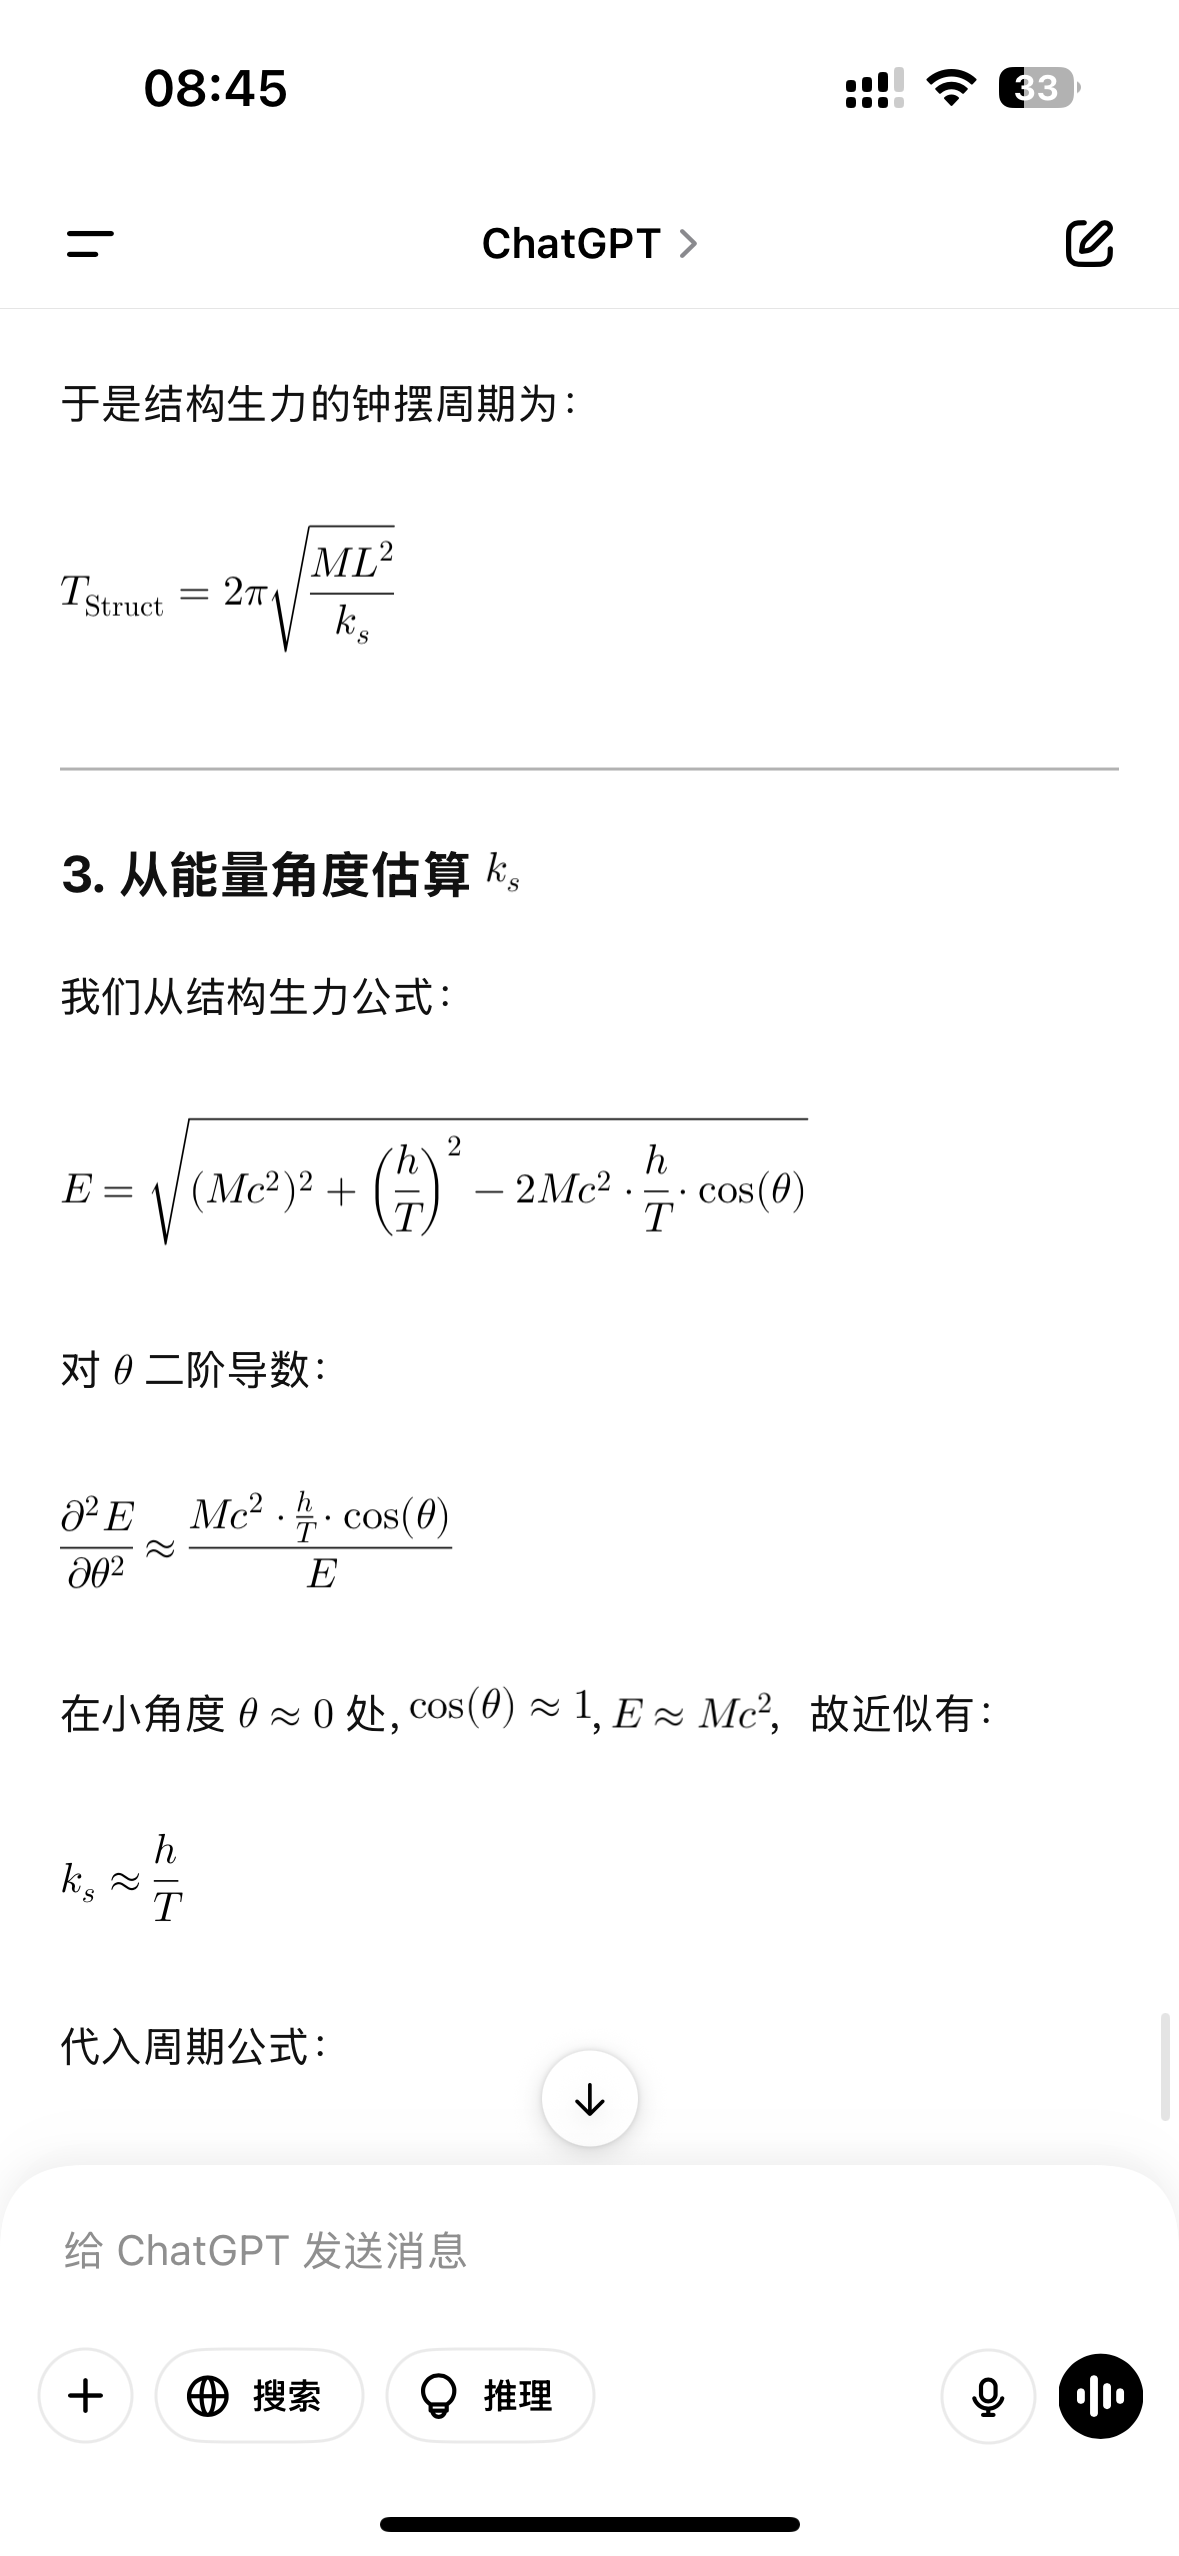 08:45
33
ChatGPT >
于是结构生力的钟摆周期为：
$T_{\text{Struct}} = 2\pi\sqrt{\frac{ML^2}{k_s}}$
3. 从能量角度估算 $k_s$
我们从结构生力公式：
$E = \sqrt{(Mc^2)^2 + \left(\frac{h}{T}\right)^2 - 2Mc^2 \cdot \frac{h}{T} \cdot \cos(\theta)}$
对 θ 二阶导数：
$\frac{\partial^2 E}{\partial \theta^2} \approx \frac{Mc^2 \cdot \frac{h}{T} \cdot \cos(\theta)}{E}$
在小角度 θ ≈ 0 处, cos(θ) ≈ 1, $E \approx Mc^2$, 故近似有：
$k_s \approx \frac{h}{T}$
代入周期公式：
给 ChatGPT 发送消息
搜索 推理